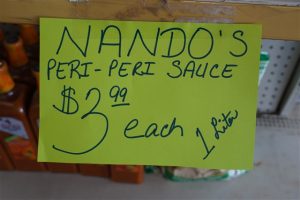 NANDO'S
PERI-PERI SAUCE
$3.99 each
1 Liter